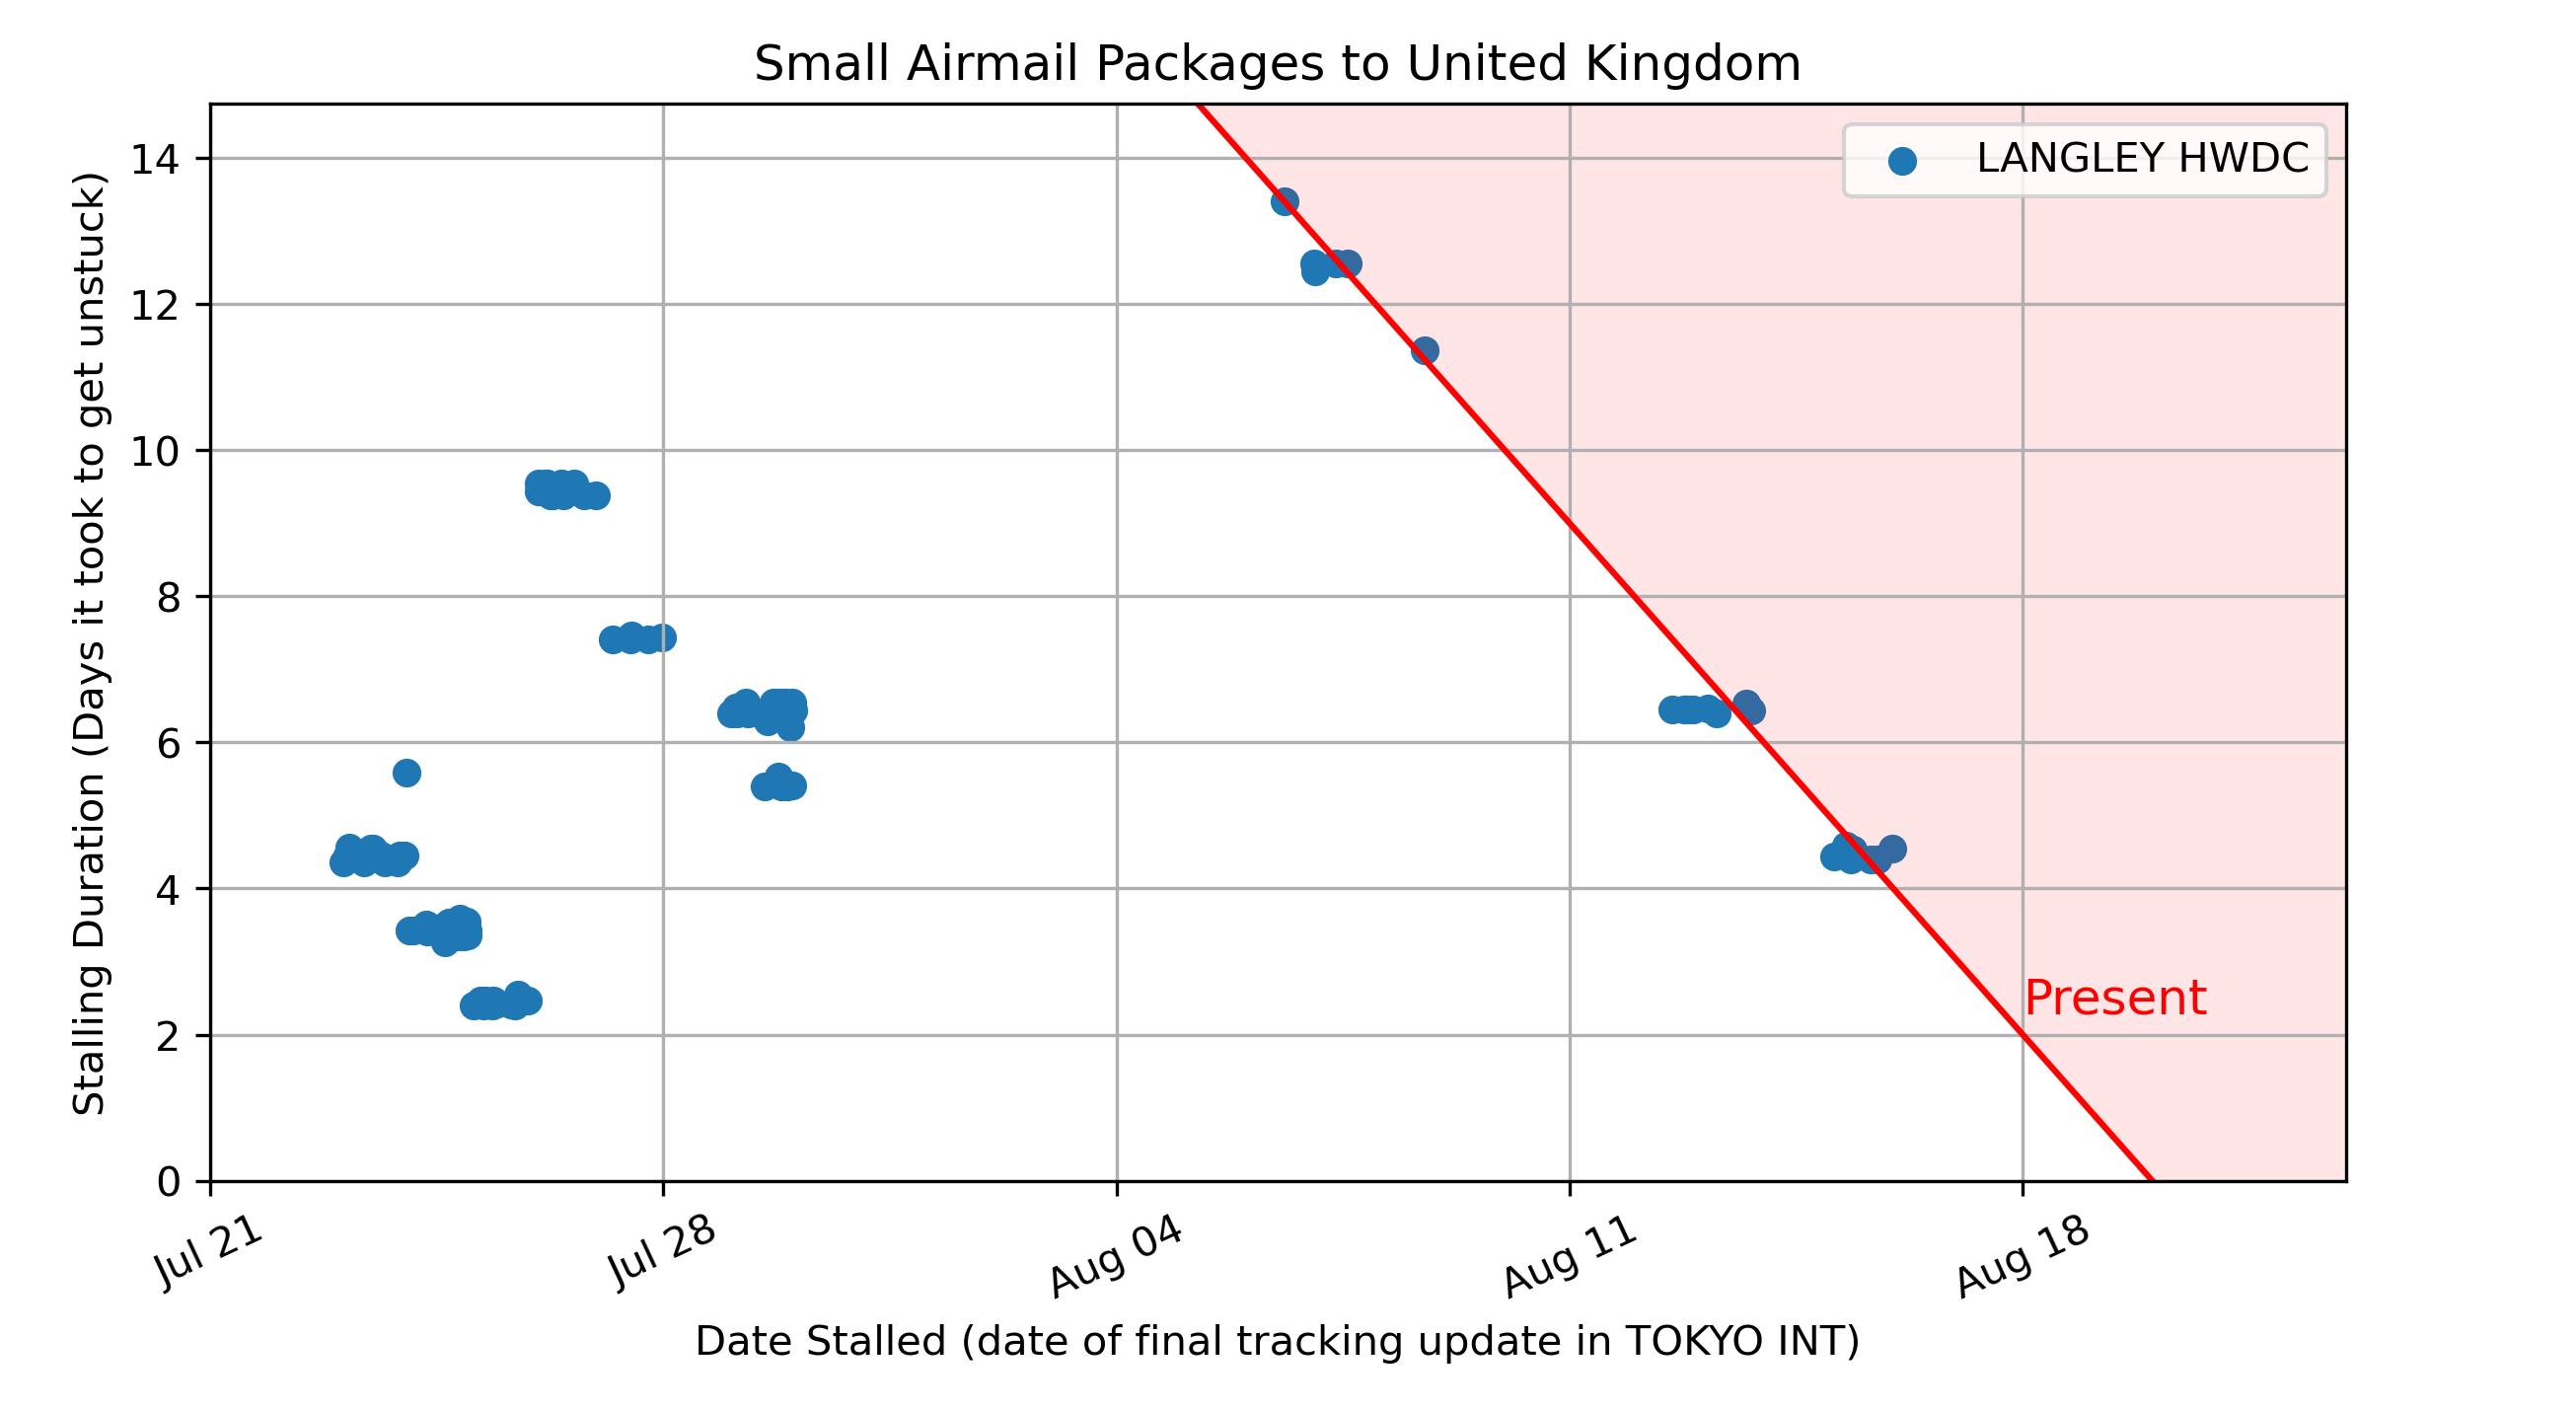 Small Airmail Packages to United Kingdom
LANGLEY HWDC
Stalling Duration (Days it took to get unstuck)
14
12
10
8
6
4
2
0
Present
Jul 21
Jul 28
Aug 04
Aug 11
Aug 18
Date Stalled (date of final tracking update in TOKYO INT)